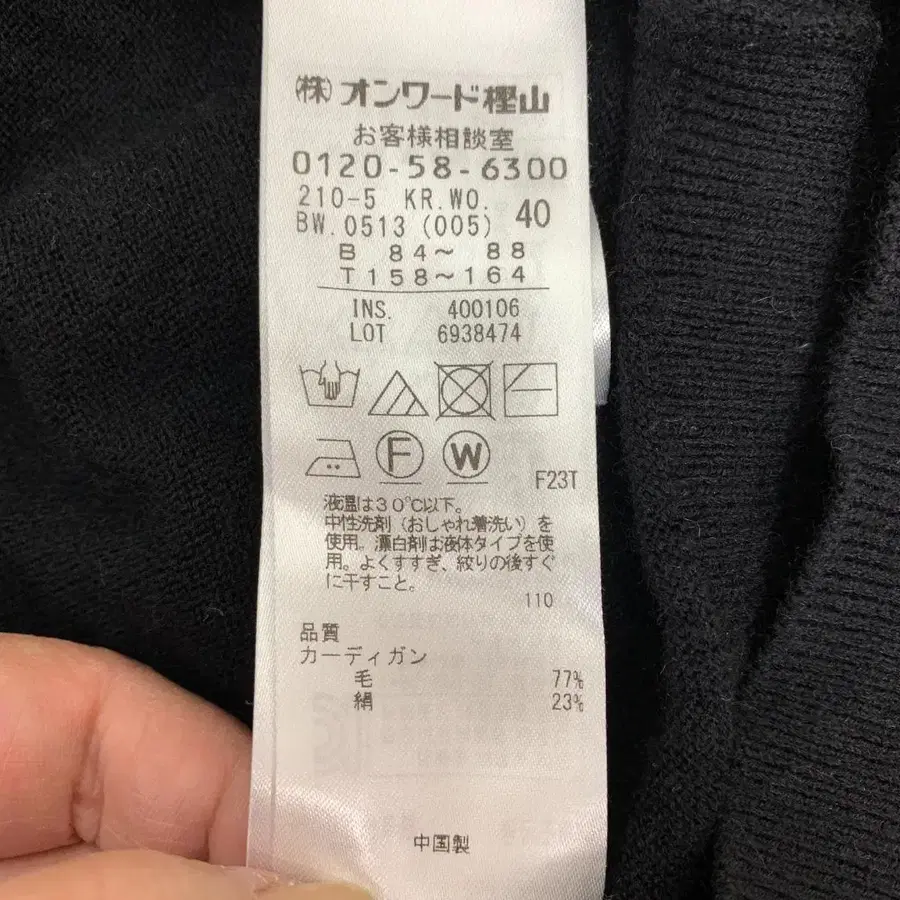 ㈱オンワード樫山
お客様相談室
0120-58-6300
210-5 KR.WO.
BW.0513(005) 40
B 84～ 88
T 158～164
INS. 400106
LOT 6938474
F
W
F23T
液温は30℃以下。
中性洗剤（おしゃれ着洗い）を
使用。漂白剤は液体タイプを使
用。よくすすぎ、絞りの後すぐ
に干すこと。
110
品質
カーディガン
毛 77%
絹 23%
中国製